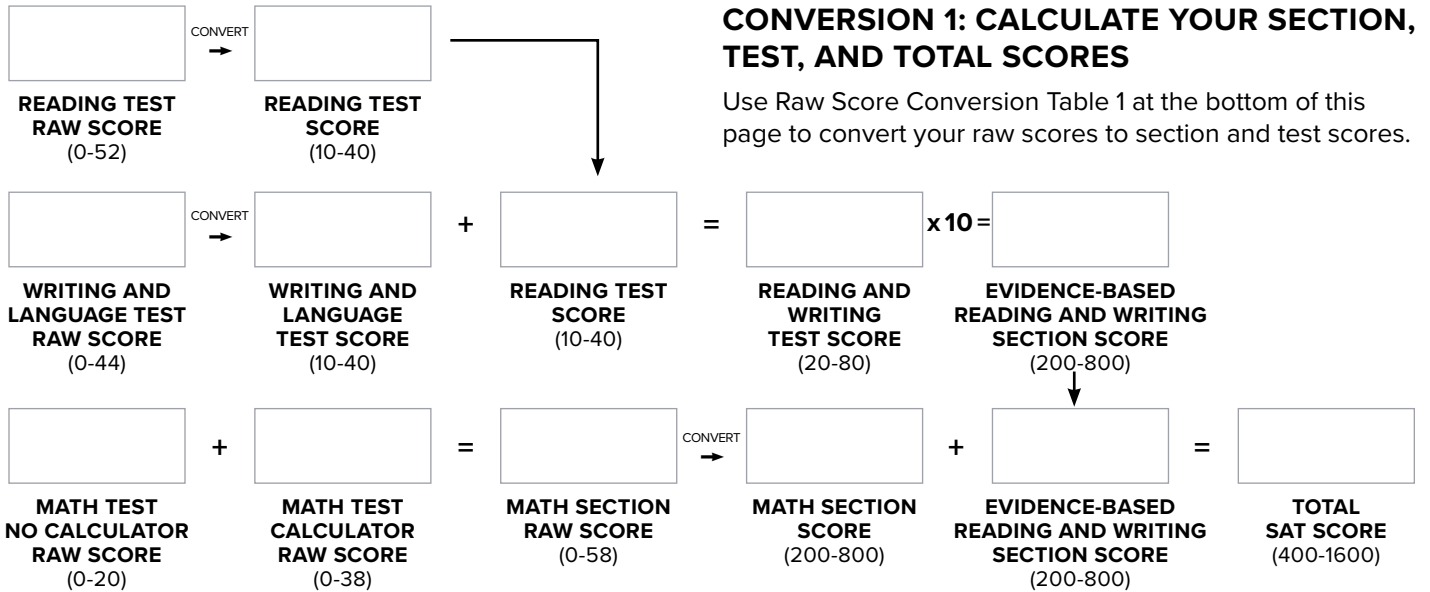 CONVERSION 1: CALCULATE YOUR SECTION,
TEST, AND TOTAL SCORES
Use Raw Score Conversion Table 1 at the bottom of this
page to convert your raw scores to section and test scores.
CONVERT
READING TEST
RAW SCORE
(0-52)
READING TEST
SCORE
(10-40)
CONVERT
+
=
x 10 =
WRITING AND
LANGUAGE TEST
RAW SCORE
(0-44)
WRITING AND
LANGUAGE
TEST SCORE
(10-40)
READING TEST
SCORE
(10-40)
READING AND
WRITING
TEST SCORE
(20-80)
EVIDENCE-BASED
READING AND WRITING
SECTION SCORE
(200-800)
+
=
CONVERT
+
=
MATH TEST
NO CALCULATOR
RAW SCORE
(0-20)
MATH TEST
CALCULATOR
RAW SCORE
(0-38)
MATH SECTION
RAW SCORE
(0-58)
MATH SECTION
SCORE
(200-800)
EVIDENCE-BASED
READING AND WRITING
SECTION SCORE
(200-800)
TOTAL
SAT SCORE
(400-1600)